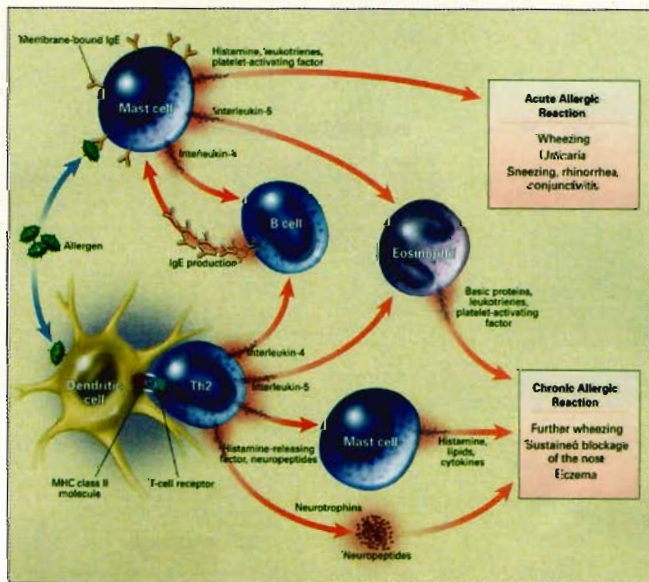 Membrane-bound IgE
Mast cell
Histamine, leukotrienes,
platelet-activating factor
Interleukin-5
Interleukin-4
Acute Allergic
Reaction
Wheezing
Urticaria
Sneezing, rhinorrhea,
conjunctivitis
Allergen
B cell
IgE production
Eosinophil
Basic proteins,
leukotrienes,
platelet-activating
factor
Dendritic
cell
Th2
Interleukin-4
Interleukin-5
Chronic Allergic
Reaction
Further wheezing
Sustained blockage
of the nose
Eczema
Mast cell
Histamine,
lipids,
cytokines
Histamine-releasing
factor, neuropeptides
MHC class II
molecule
T-cell receptor
Neurotrophins
Neuropeptides